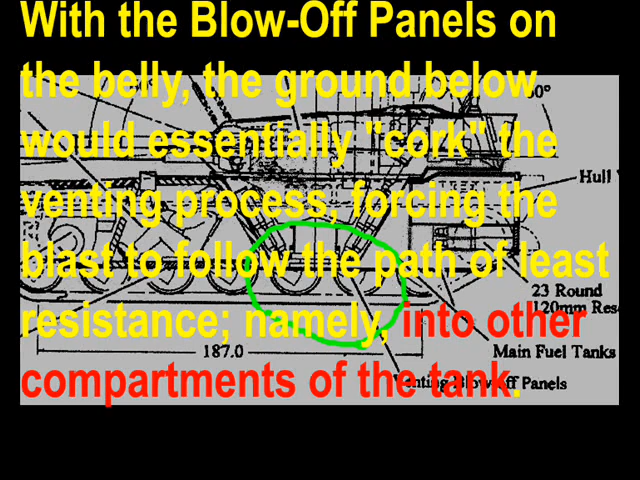 With the Blow-Off Panels on
the belly, the ground below
would essentially "cork" the
venting process, forcing the
blast to follow the path of least
resistance; namely, into other
compartments of the tank.
Hull
23 Round
120mm
187.0
Main Fuel Tanks
Venting Blow-off Panels